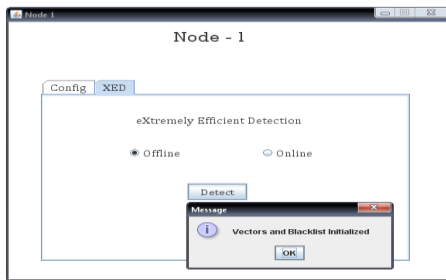 Node 1
Node - 1
Config XED
eXtremely Efficient Detection
Offline Online
Detect
Message
Vectors and Blacklist Initialized
OK